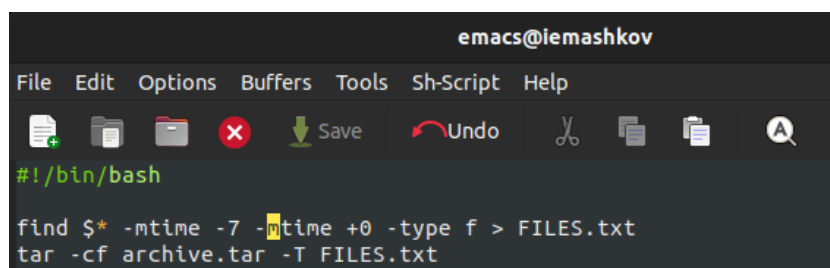 emacs@iemashkov
File Edit Options Buffers Tools Sh-Script Help
Save Undo
#!/bin/bash
find $* -mtime -7 -mtime +0 -type f > FILES.txt
tar -cf archive.tar -T FILES.txt